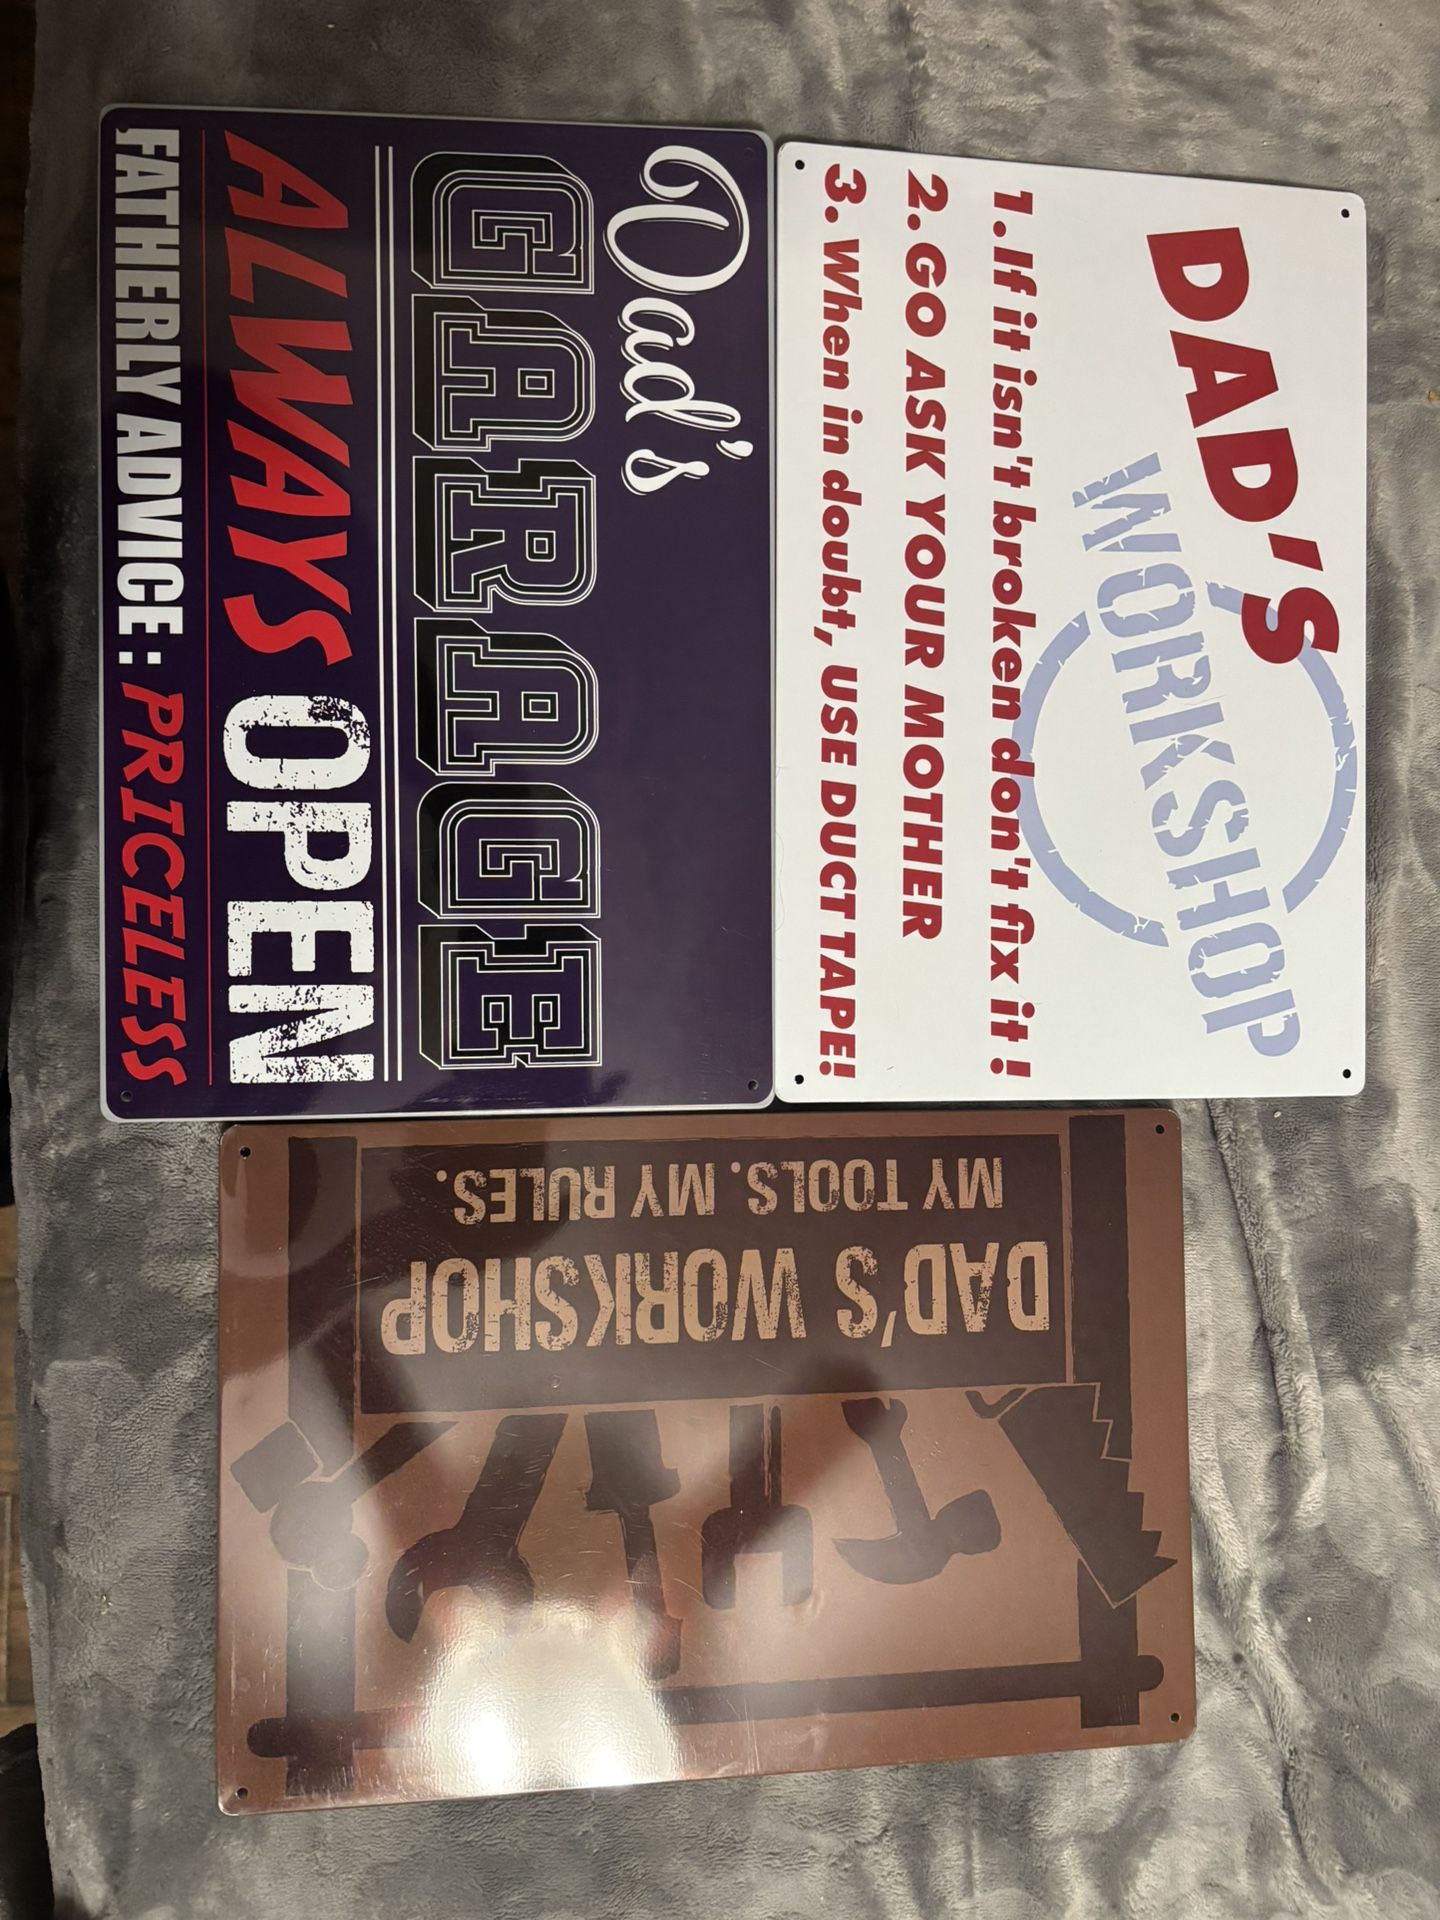 Dad's
GARAGE
ALWAYS OPEN
FATHERLY ADVICE: PRICELESS
DAD'S
WORKSHOP
1. If it isn't broken don't fix it!
2. GO ASK YOUR MOTHER
3. When in doubt, USE DUCT TAPE!
DAD'S WORKSHOP
MY TOOLS. MY RULES.